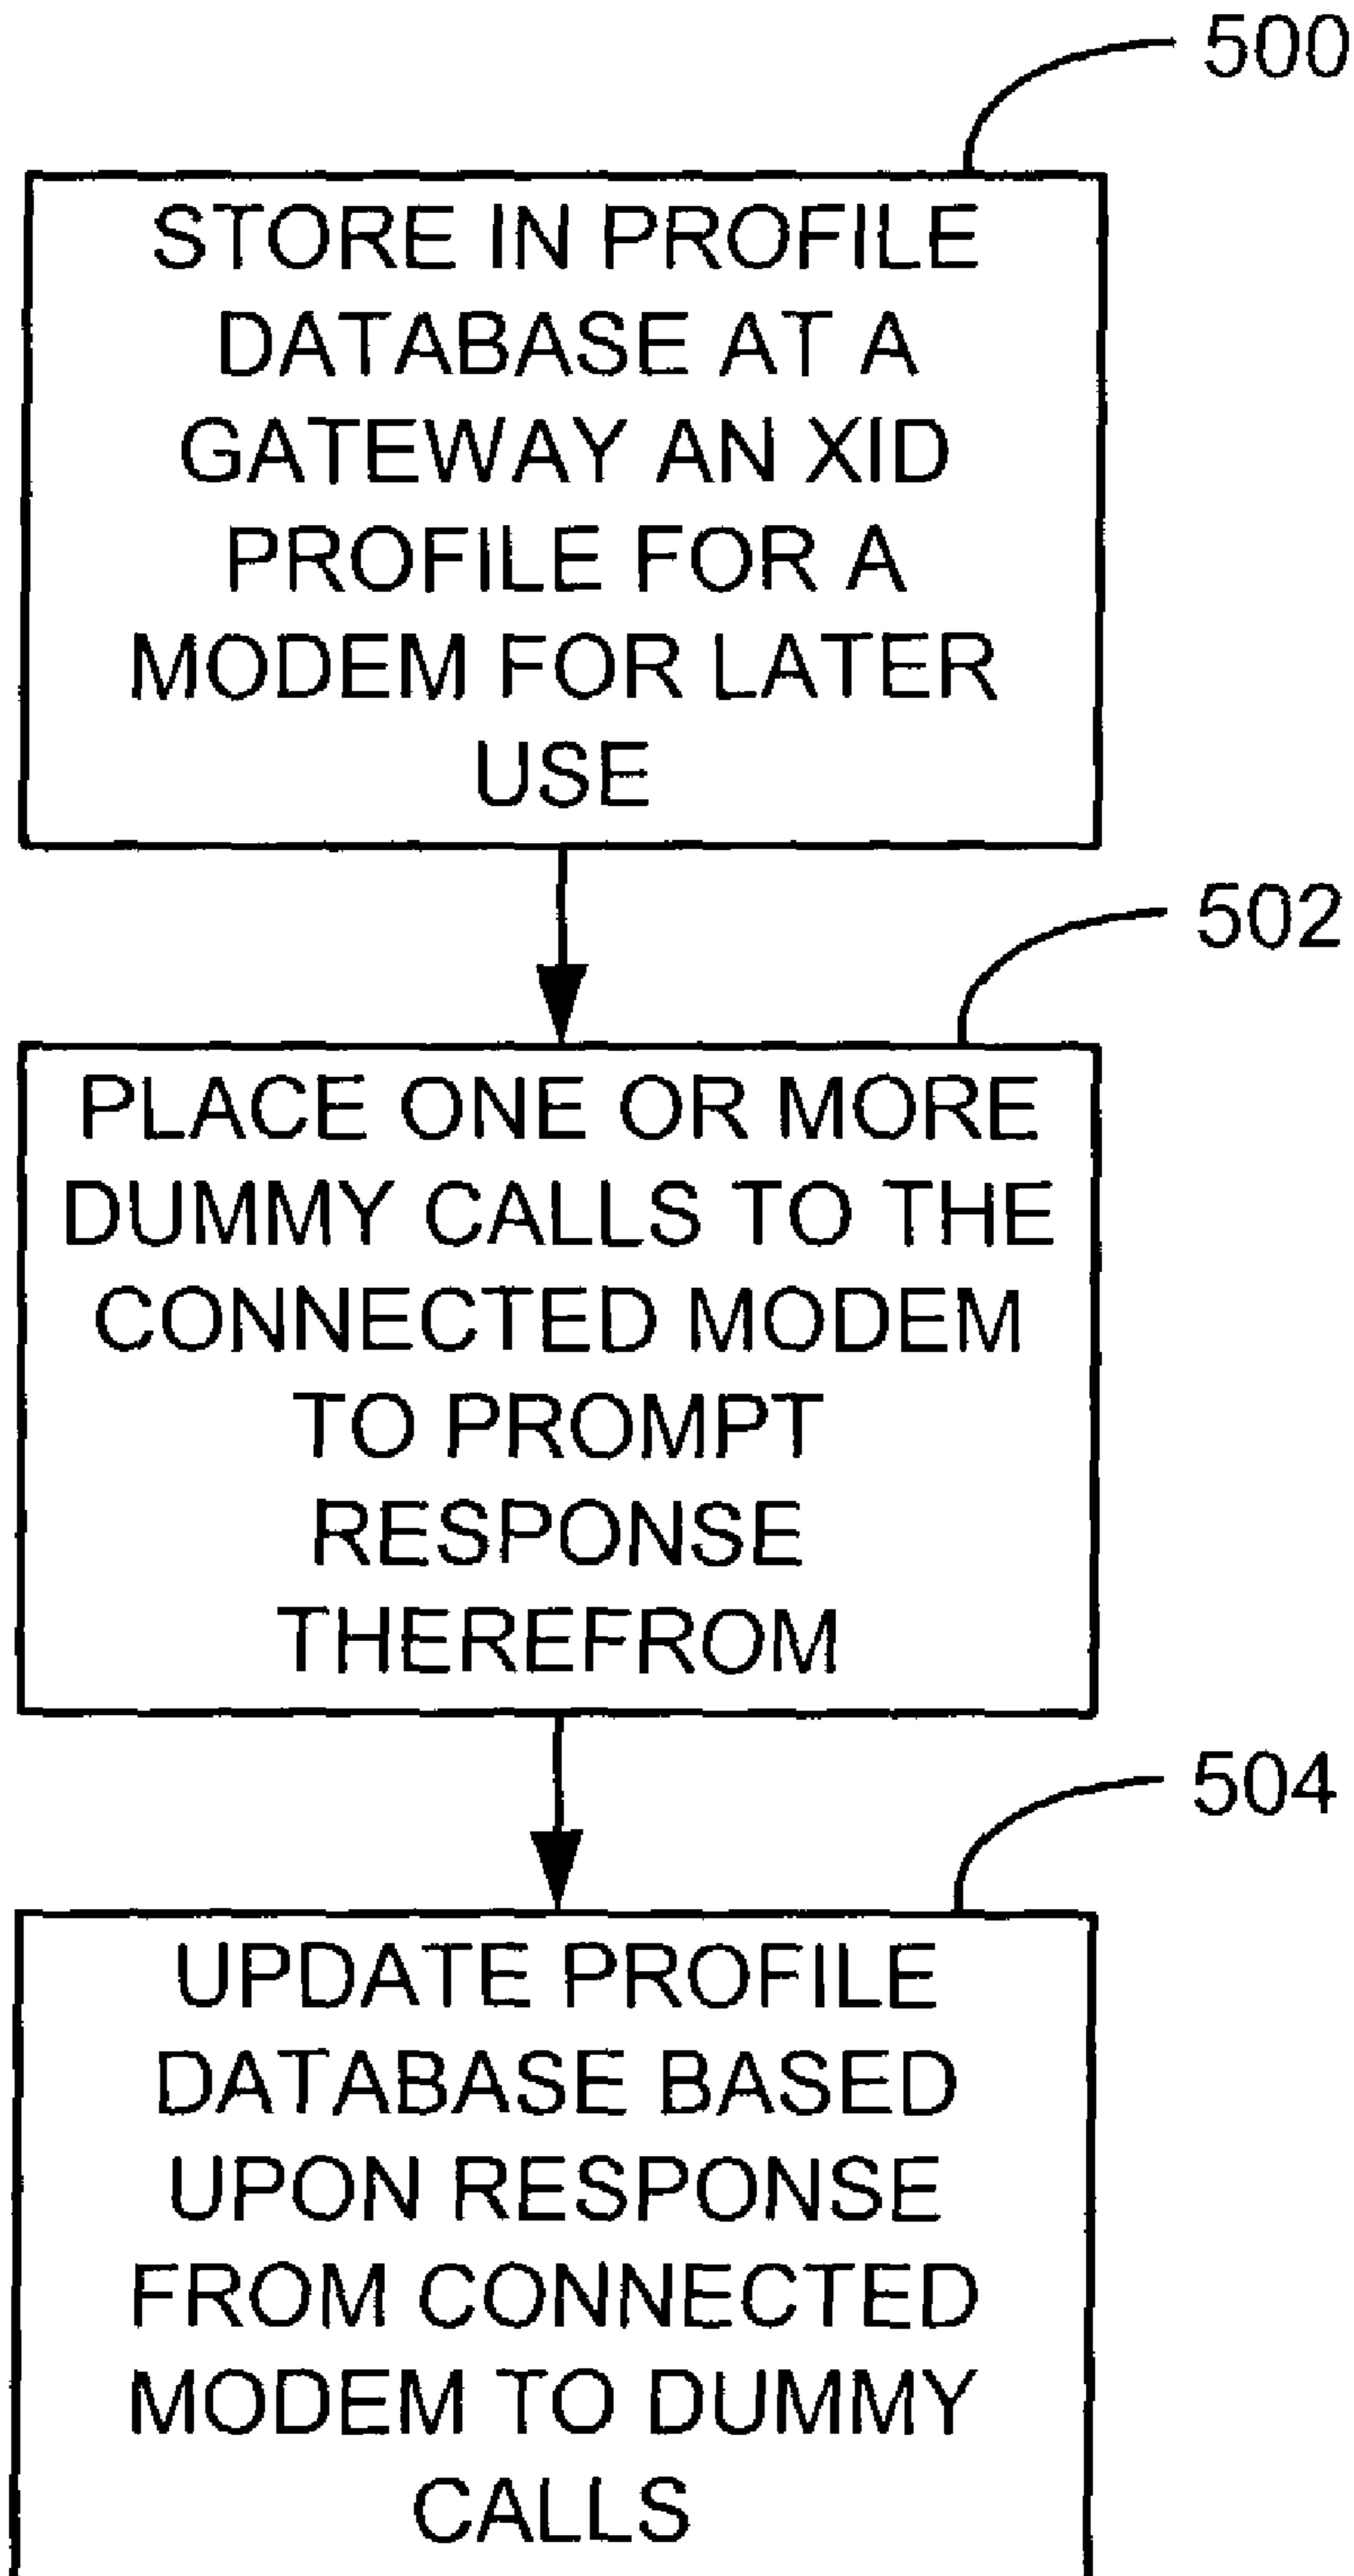 500
STORE IN PROFILE
DATABASE AT A
GATEWAY AN XID
PROFILE FOR A
MODEM FOR LATER
USE
502
PLACE ONE OR MORE
DUMMY CALLS TO THE
CONNECTED MODEM
TO PROMPT
RESPONSE
THEREFROM
504
UPDATE PROFILE
DATABASE BASED
UPON RESPONSE
FROM CONNECTED
MODEM TO DUMMY
CALLS